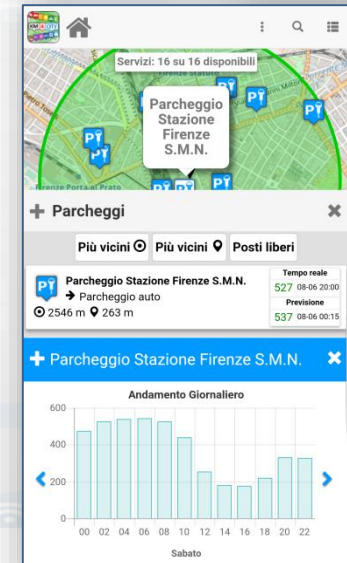 KM4CITY
Servizi: 16 su 16 disponibili
Firenze Statuto
Parcheggio
Stazione
Firenze
S.M.N.
Firenze Porta al Prato
Parcheggi
Più vicini Più vicini Posti liberi
Parcheggio Stazione Firenze S.M.N.
Parcheggio auto
2546 m 263 m
Tempo reale
527 08-06 20:00
Previsione
537 08-06 00:15
Parcheggio Stazione Firenze S.M.N.
Andamento Giornaliero
600
400
200
0
00 02 04 06 08 10 12 14 16 18 20 22
Sabato